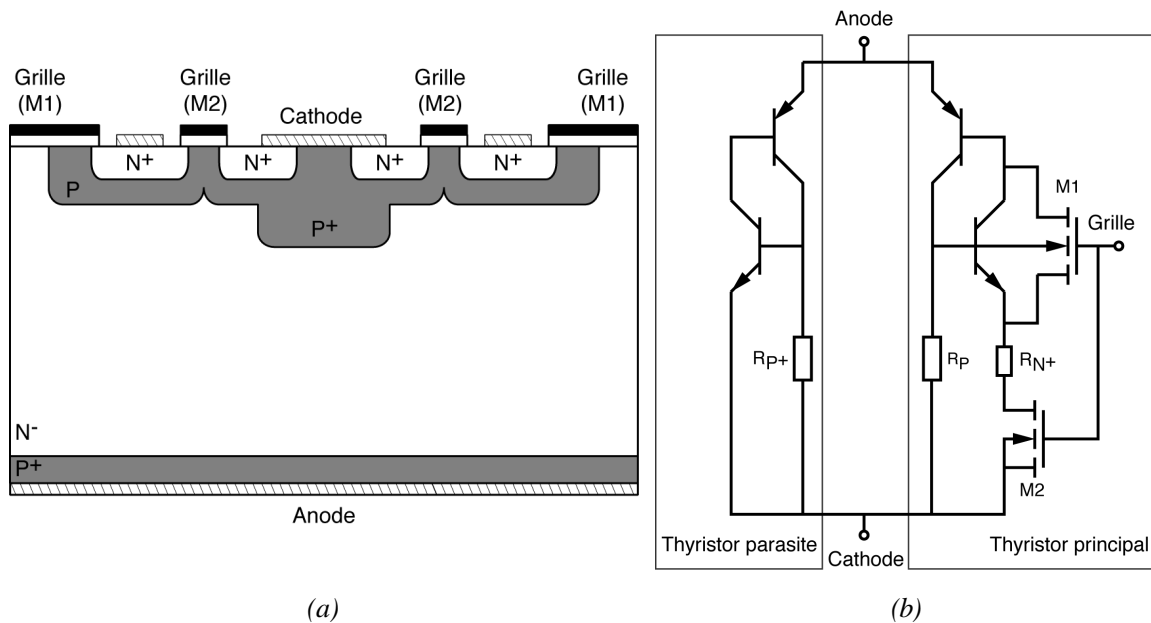 Grille
(M1)
Grille
(M2)
Cathode
Grille
(M2)
Grille
(M1)
N+
N+
N+
N+
P
P+
N-
P+
Anode
(a)
Anode
M1
Grille
RP+
RP
RN+
M2
Thyristor parasite
Cathode
Thyristor principal
(b)